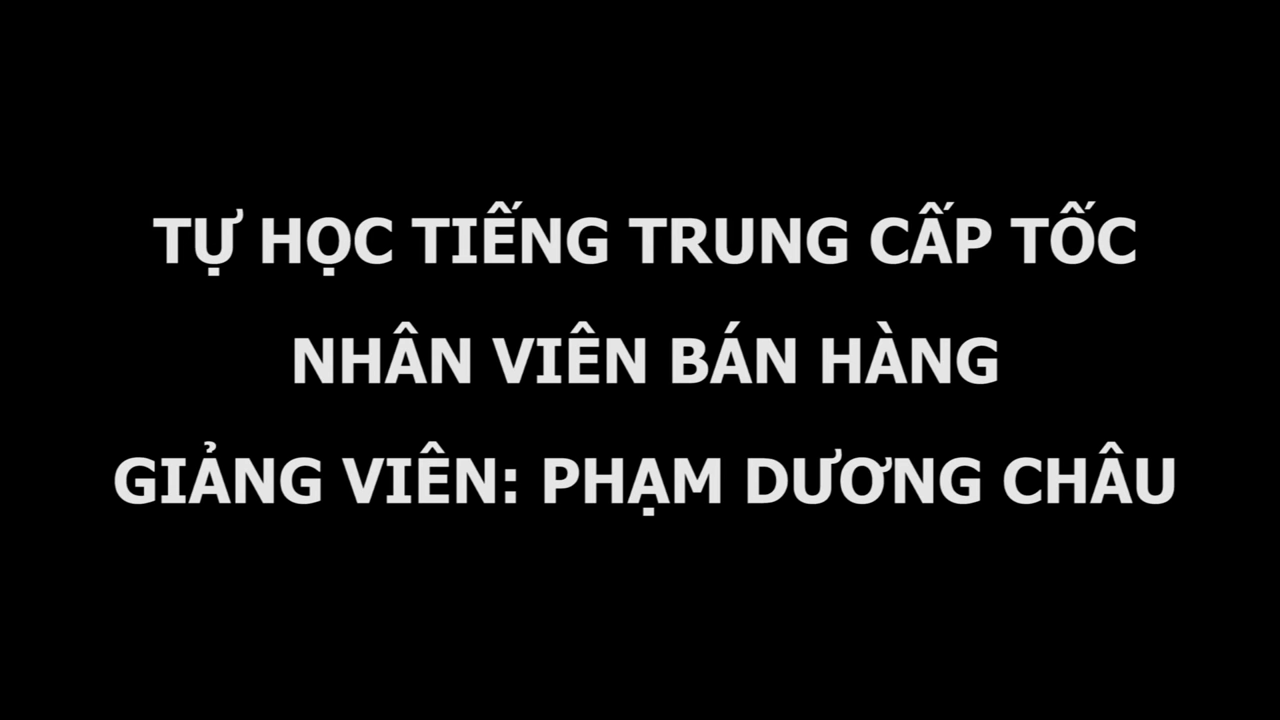 TỰ HỌC TIẾNG TRUNG CẤP TỐC
NHÂN VIÊN BÁN HÀNG
GIẢNG VIÊN: PHẠM DƯƠNG CHÂU